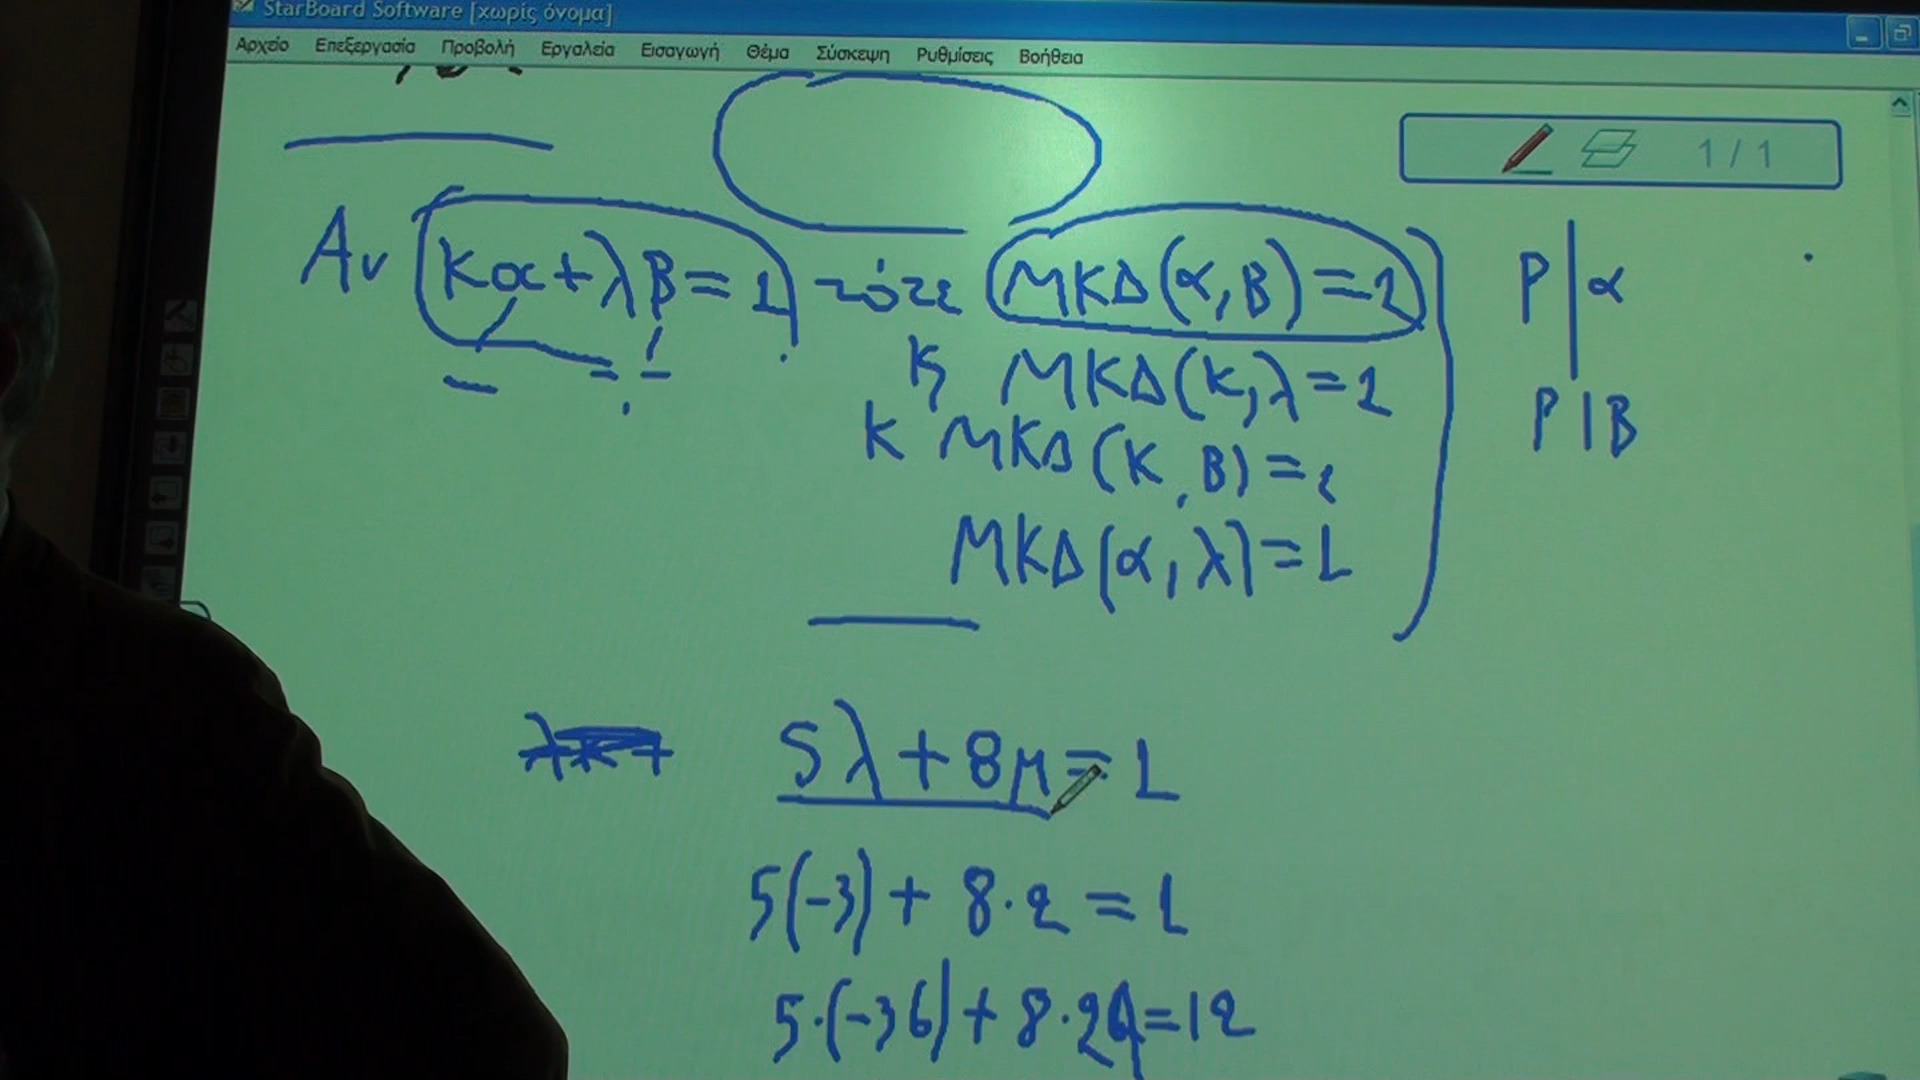 StarBoard Software [χωρίς όνομα]
Αρχείο Επεξεργασία Προβολή Εργαλεία Εισαγωγή Θέμα Σύσκεψη Ρυθμίσεις Βοήθεια
1 / 1
Αν κα+λβ=1 τότε ΜΚΔ(α,β)=1
κ ΜΚΔ(κ,λ=1
κ ΜΚΔ(κ,β)=1
ΜΚΔ(α,λ)=1
P|α
P|β
5λ+8μ=1
5(-3)+8·2=1
5·(-36)+8·24=12